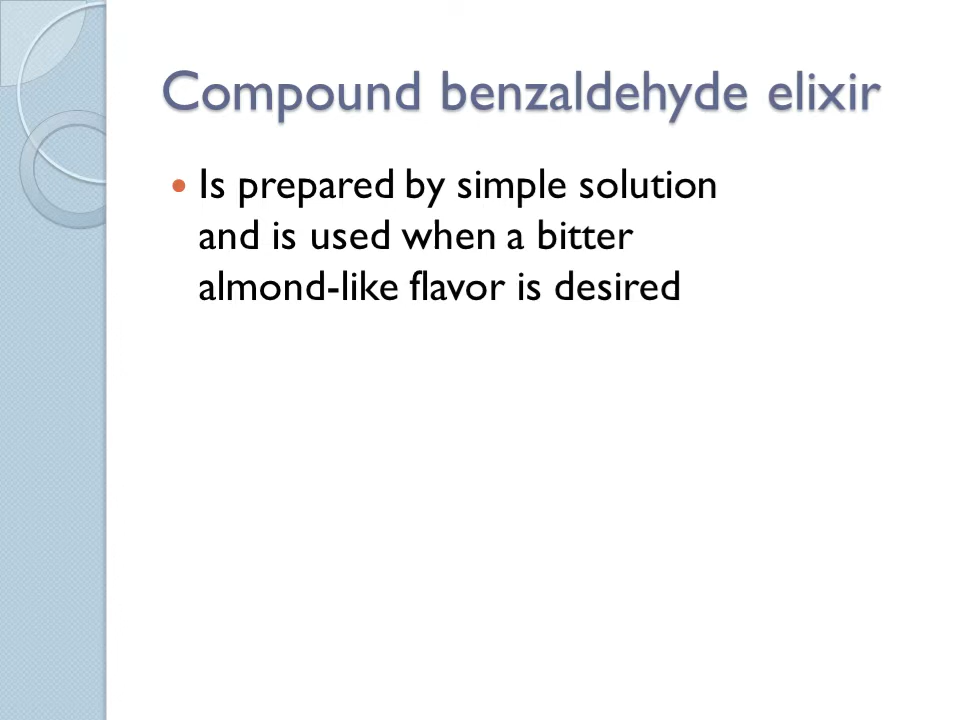 Compound benzaldehyde elixir
• Is prepared by simple solution
and is used when a bitter
almond-like flavor is desired